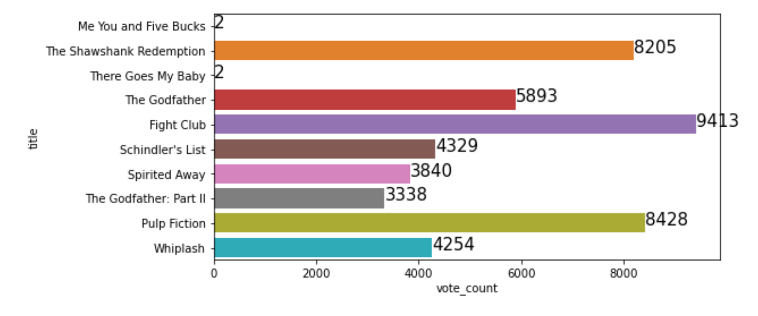 Me You and Five Bucks 2
The Shawshank Redemption 8205
There Goes My Baby 2
The Godfather 5893
Fight Club 9413
title
Schindler's List 4329
Spirited Away 3840
The Godfather: Part II 3338
Pulp Fiction 8428
Whiplash 4254
0 2000 4000 6000 8000
vote_count